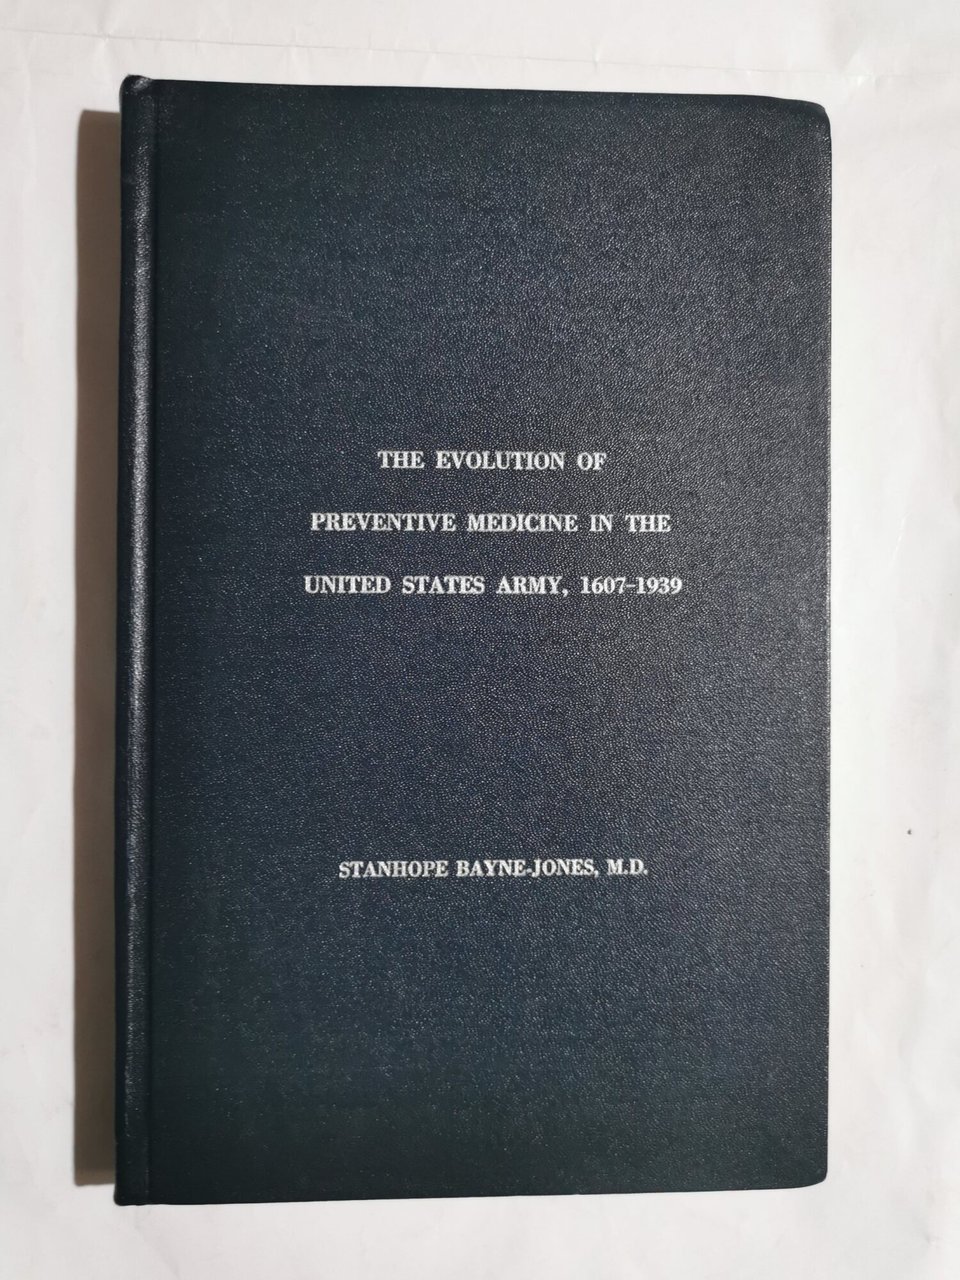 THE EVOLUTION OF
PREVENTIVE MEDICINE IN THE
UNITED STATES ARMY, 1607–1939
STANHOPE BAYNE-JONES, M.D.